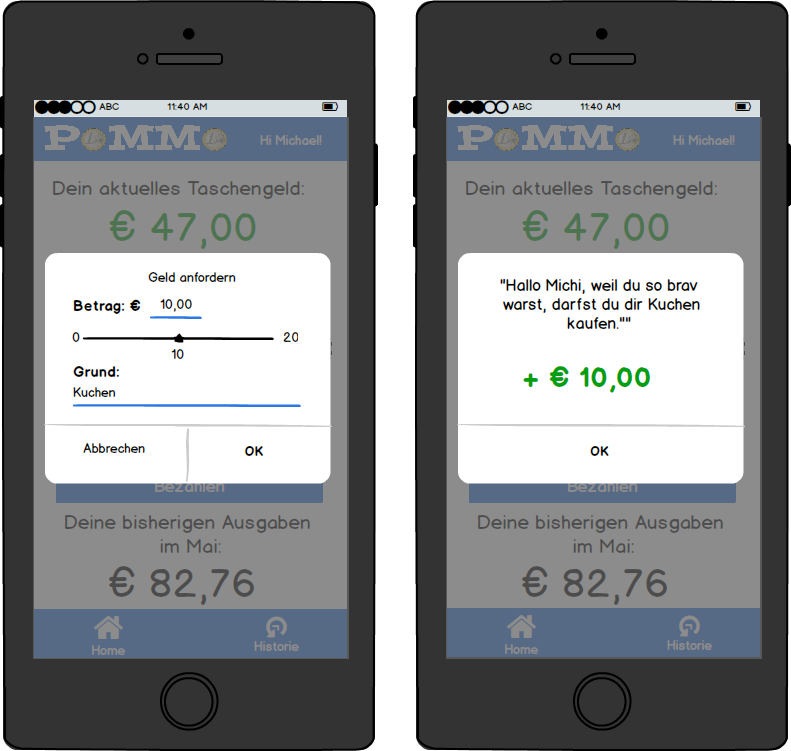 ABC 11:40 AM
POMMO Hi Michael!
Dein aktuelles Taschengeld:
€ 47,00
Geld anfordern
Betrag: € 10,00
0 20
10
Grund:
Kuchen
Abbrechen OK
Bezahlen
Deine bisherigen Ausgaben
im Mai:
€ 82,76
Home Historie
ABC 11:40 AM
POMMO Hi Michael!
Dein aktuelles Taschengeld:
€ 47,00
"Hallo Michi, weil du so brav
warst, darfst du dir Kuchen
kaufen.""
+ € 10,00
OK
Bezahlen
Deine bisherigen Ausgaben
im Mai:
€ 82,76
Home Historie